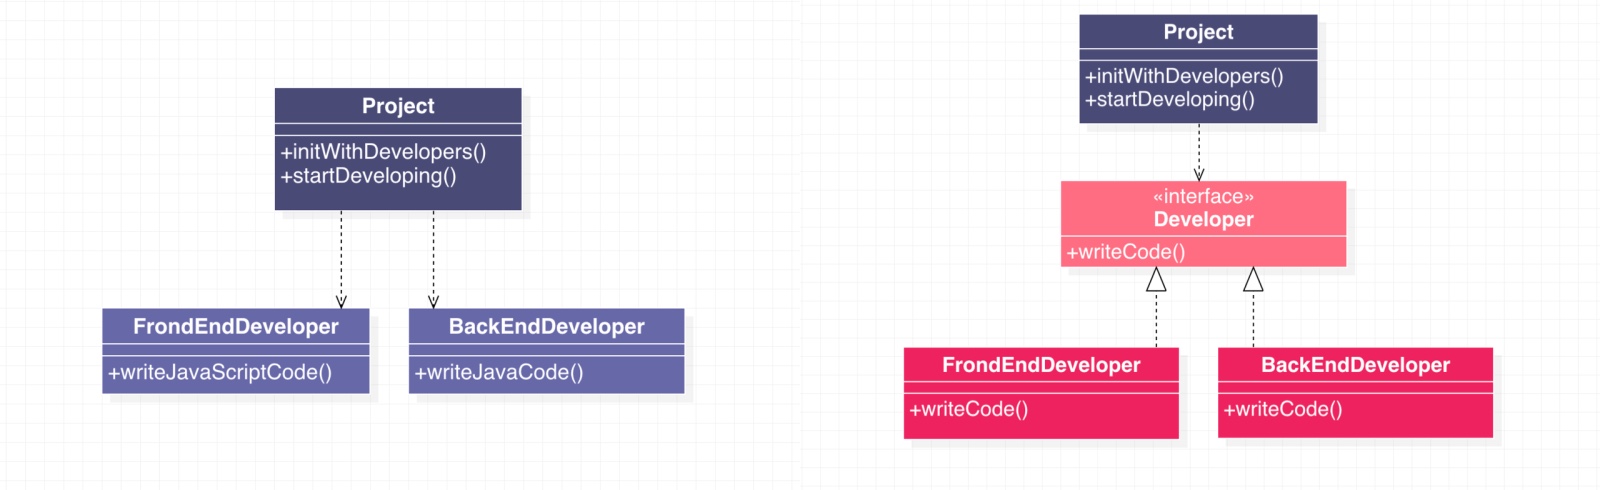 Project
+initWithDevelopers()
+startDeveloping()
FrondEndDeveloper
+writeJavaScriptCode()
BackEndDeveloper
+writeJavaCode()
Project
+initWithDevelopers()
+startDeveloping()
«interface»
Developer
+writeCode()
FrondEndDeveloper
+writeCode()
BackEndDeveloper
+writeCode()